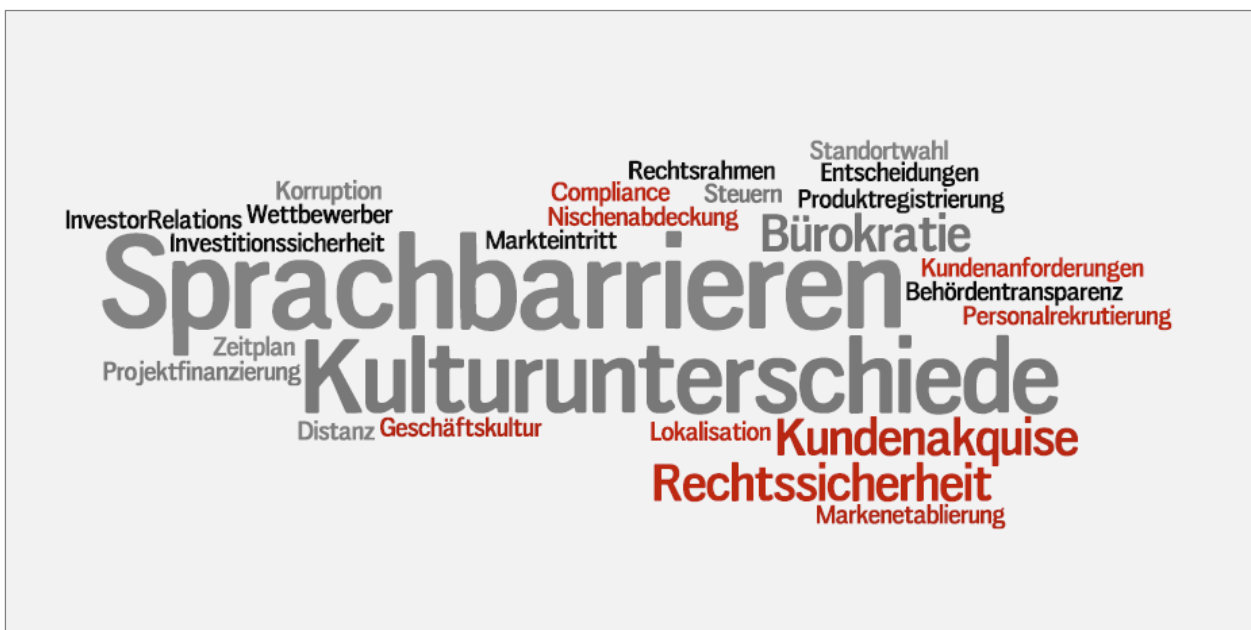 Standortwahl
Rechtsrahmen
Entscheidungen
Korruption
Compliance
Steuern
Produktregistrierung
InvestorRelations
Wettbewerber
Nischenabdeckung
Bürokratie
Investitionssicherheit
Markteintritt
Sprachbarrieren
Kundenanforderungen
Behördentransparenz
Personalrekrutierung
Zeitplan
Projektfinanzierung
Kulturunterschiede
Distanz
Geschäftskultur
Lokalisation
Kundenakquise
Rechtssicherheit
Markenetablierung